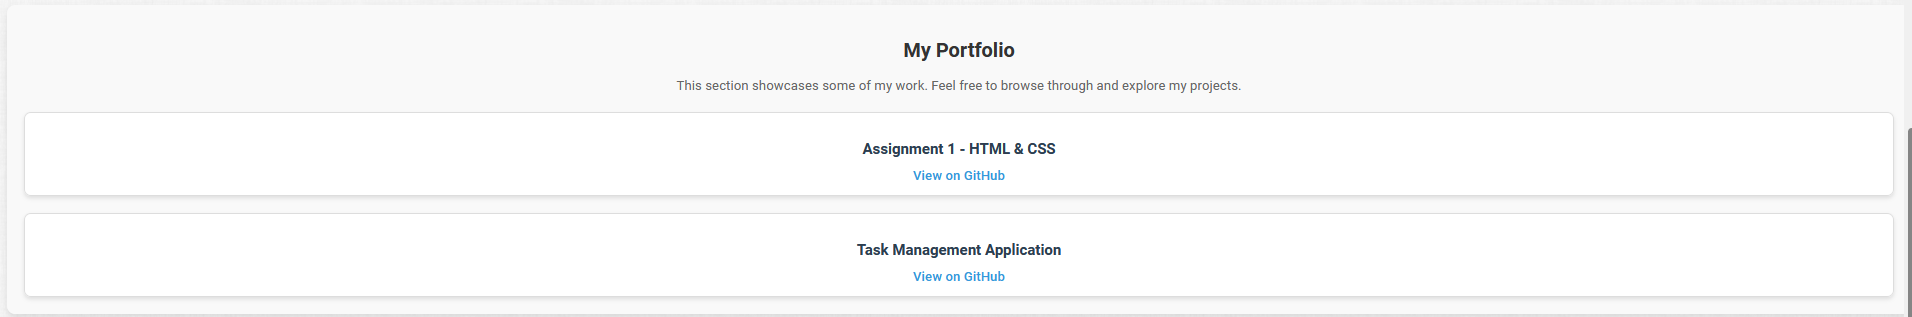 My Portfolio
This section showcases some of my work. Feel free to browse through and explore my projects.
Assignment 1 - HTML & CSS
View on GitHub
Task Management Application
View on GitHub